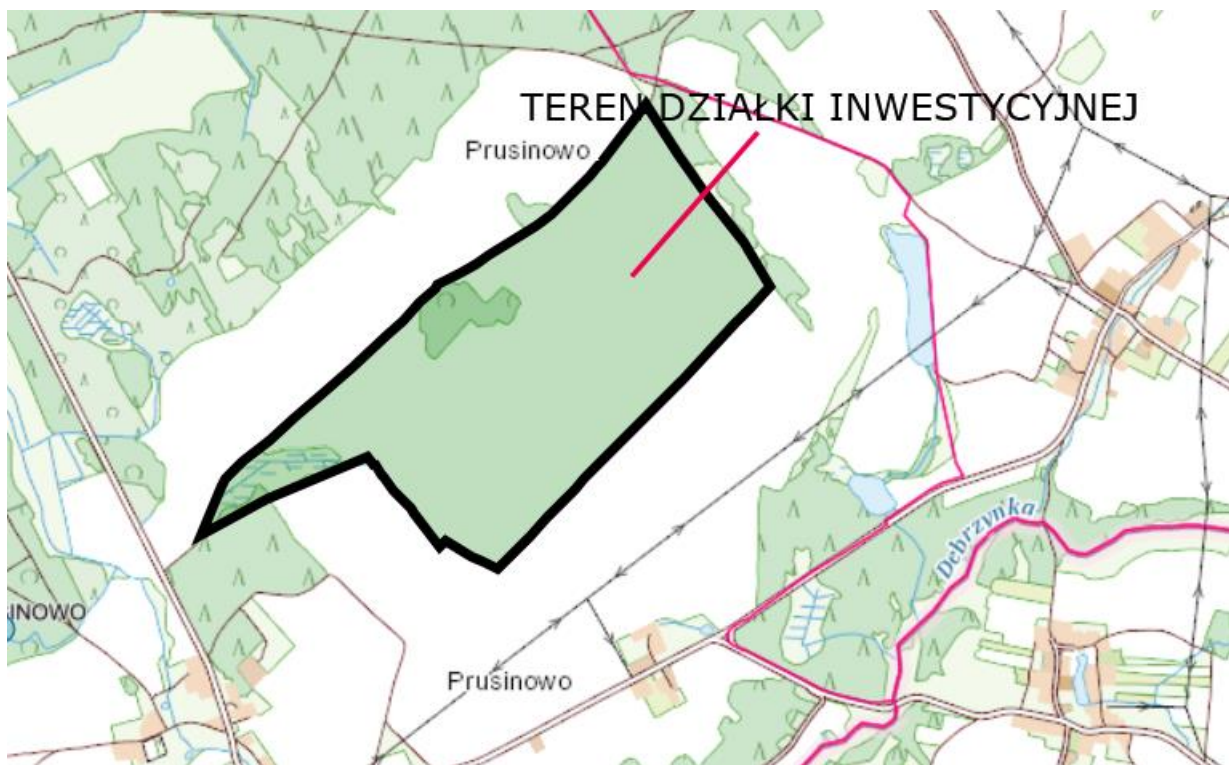 TEREN DZIAŁKI INWESTYCYJNEJ
Prusinowo
Debrzynka
INOWO
Prusinowo